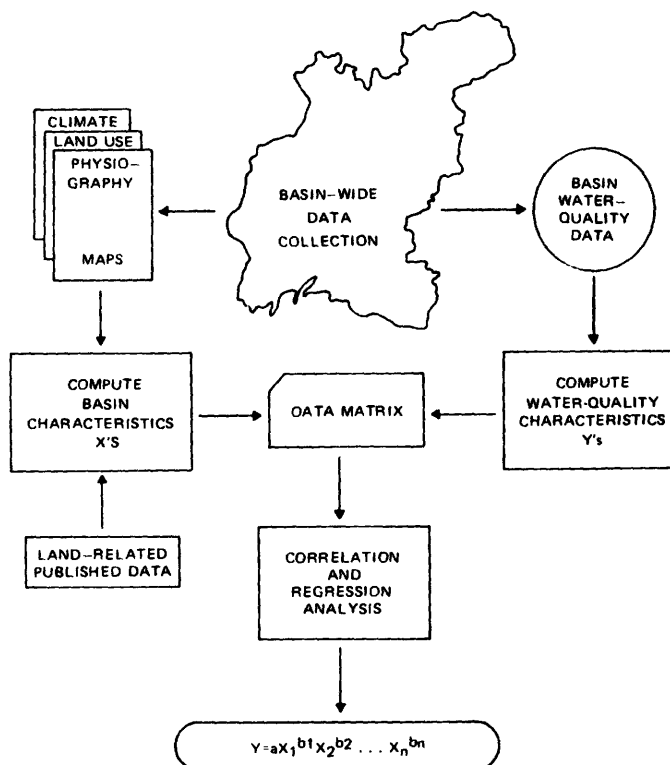 CLIMATE
LAND USE
PHYSIO-
GRAPHY
MAPS
BASIN-WIDE
DATA
COLLECTION
BASIN
WATER-
QUALITY
DATA
COMPUTE
BASIN
CHARACTERISTICS
X'S
DATA MATRIX
COMPUTE
WATER-QUALITY
CHARACTERISTICS
Y's
LAND-RELATED
PUBLISHED DATA
CORRELATION
AND
REGRESSION
ANALYSIS
Y=aX₁ᵇ¹X₂ᵇ² . . . Xₙᵇⁿ